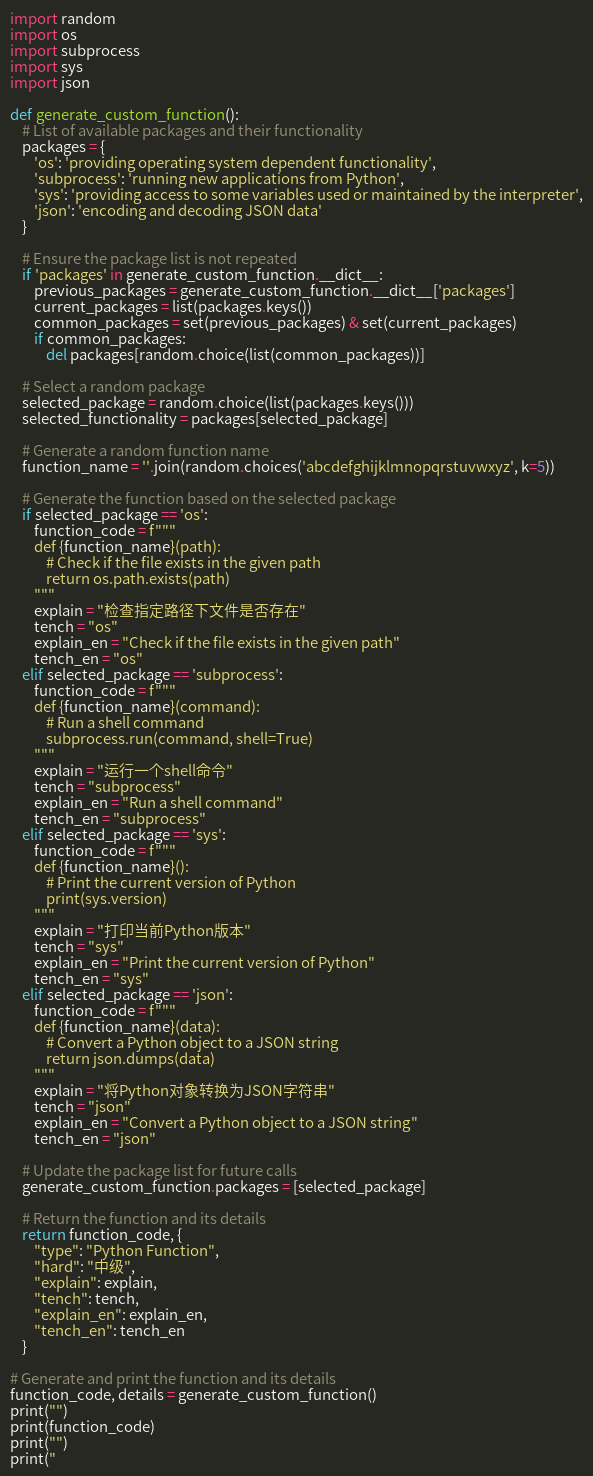 import random
import os
import subprocess
import sys
import json

def generate_custom_function():
    # List of available packages and their functionality
    packages = {
        'os': 'providing operating system dependent functionality',
        'subprocess': 'running new applications from Python',
        'sys': 'providing access to some variables used or maintained by the interpreter',
        'json': 'encoding and decoding JSON data'
    }

    # Ensure the package list is not repeated
    if 'packages' in generate_custom_function.__dict__:
        previous_packages = generate_custom_function.__dict__['packages']
        current_packages = list(packages.keys())
        common_packages = set(previous_packages) & set(current_packages)
        if common_packages:
            del packages[random.choice(list(common_packages))]

    # Select a random package
    selected_package = random.choice(list(packages.keys()))
    selected_functionality = packages[selected_package]

    # Generate a random function name
    function_name = ''.join(random.choices('abcdefghijklmnopqrstuvwxyz', k=5))

    # Generate the function based on the selected package
    if selected_package == 'os':
        function_code = f"""
        def {function_name}(path):
            # Check if the file exists in the given path
            return os.path.exists(path)
        """
        explain = "检查指定路径下文件是否存在"
        tench = "os"
        explain_en = "Check if the file exists in the given path"
        tench_en = "os"
    elif selected_package == 'subprocess':
        function_code = f"""
        def {function_name}(command):
            # Run a shell command
            subprocess.run(command, shell=True)
        """
        explain = "运行一个shell命令"
        tench = "subprocess"
        explain_en = "Run a shell command"
        tench_en = "subprocess"
    elif selected_package == 'sys':
        function_code = f"""
        def {function_name}():
            # Print the current version of Python
            print(sys.version)
        """
        explain = "打印当前Python版本"
        tench = "sys"
        explain_en = "Print the current version of Python"
        tench_en = "sys"
    elif selected_package == 'json':
        function_code = f"""
        def {function_name}(data):
            # Convert a Python object to a JSON string
            return json.dumps(data)
        """
        explain = "将Python对象转换为JSON字符串"
        tench = "json"
        explain_en = "Convert a Python object to a JSON string"
        tench_en = "json"

    # Update the package list for future calls
    generate_custom_function.packages = [selected_package]

    # Return the function and its details
    return function_code, {
        "type": "Python Function",
        "hard": "中级",
        "explain": explain,
        "tench": tench,
        "explain_en": explain_en,
        "tench_en": tench_en
    }

# Generate and print the function and its details
function_code, details = generate_custom_function()
print("")
print(function_code)
print("")
print("